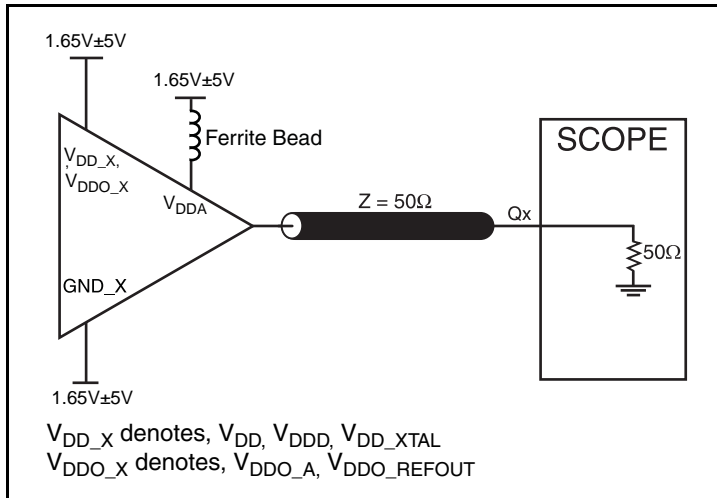 1.65V±5V
1.65V±5V
Ferrite Bead
SCOPE
,VDD_X,
VDDO_X
VDDA
Z = 50Ω
Qx
50Ω
GND_X
1.65V±5V
VDD_X denotes, VDD, VDDD, VDD_XTAL
VDDO_X denotes, VDDO_A, VDDO_REFOUT